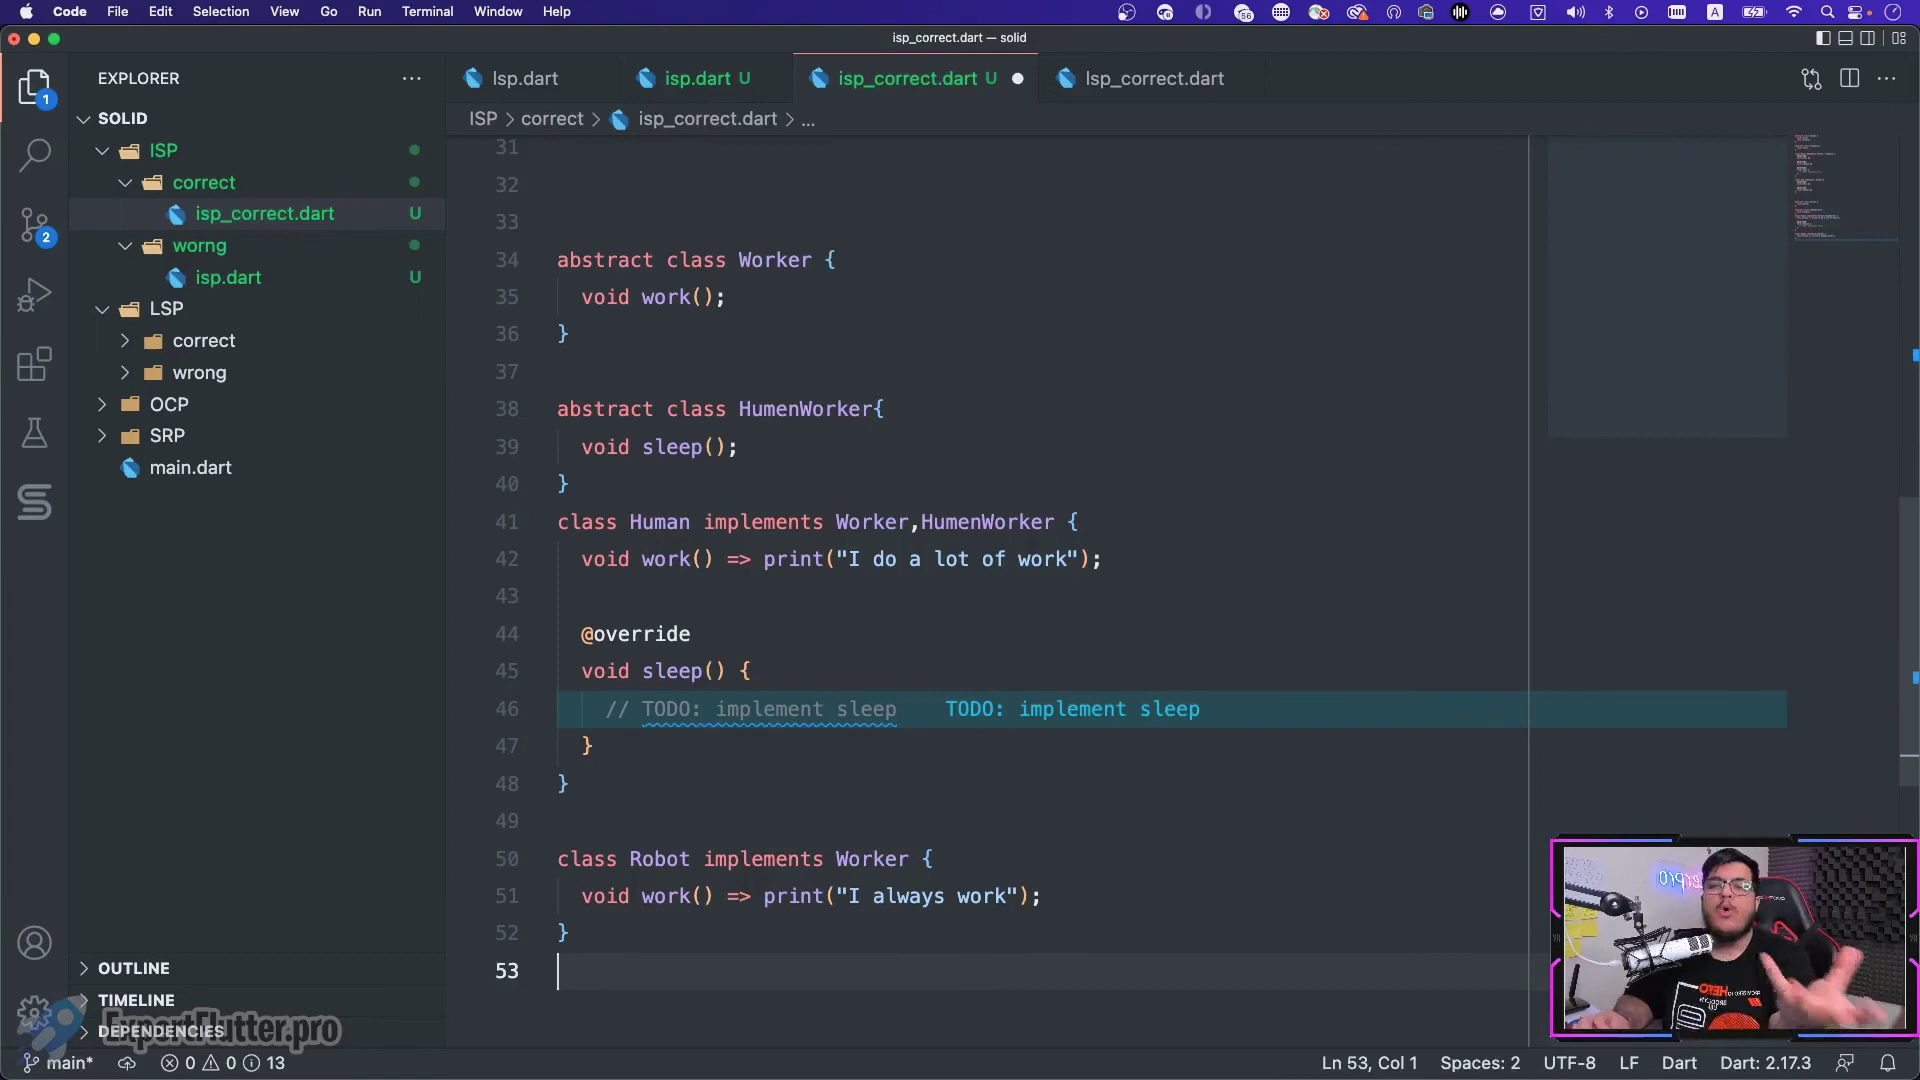 Code File Edit Selection View Go Run Terminal Window Help
56
A
isp_correct.dart — solid
EXPLORER
1
lsp.dart
isp.dart U
isp_correct.dart U
lsp_correct.dart
SOLID
ISP > correct > isp_correct.dart > ...
ISP
correct
isp_correct.dart U
2
worng
isp.dart U
LSP
correct
wrong
OCP
SRP
main.dart
31
32
33
34 abstract class Worker {
35 void work();
36 }
37
38 abstract class HumenWorker{
39 void sleep();
40 }
41 class Human implements Worker,HumenWorker {
42 void work() => print("I do a lot of work");
43
44 @override
45 void sleep() {
46 // TODO: implement sleep TODO: implement sleep
47 }
48 }
49
50 class Robot implements Worker {
51 void work() => print("I always work");
52 }
53
OUTLINE
TIMELINE
DEPENDENCIES
ExpertFlutter.pro
HERO
main* 0 0 13
Ln 53, Col 1 Spaces: 2 UTF-8 LF Dart Dart: 2.17.3